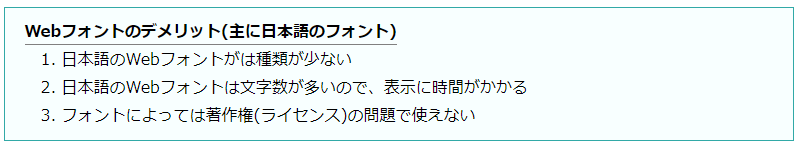 Webフォントのデメリット(主に日本語のフォント)
1. 日本語のWebフォントがは種類が少ない
2. 日本語のWebフォントは文字数が多いので、表示に時間がかかる
3. フォントによっては著作権(ライセンス)の問題で使えない